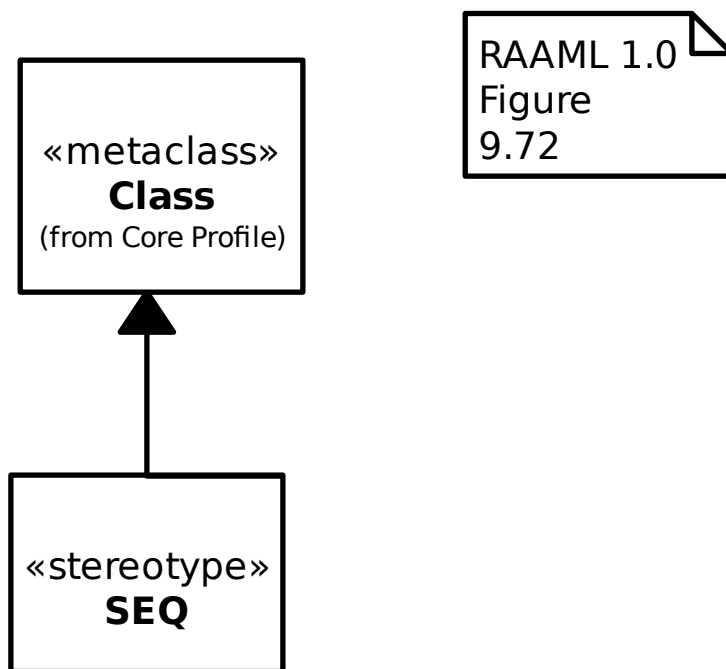 «metaclass»
Class
(from Core Profile)
RAAML 1.0
Figure
9.72
«stereotype»
SEQ